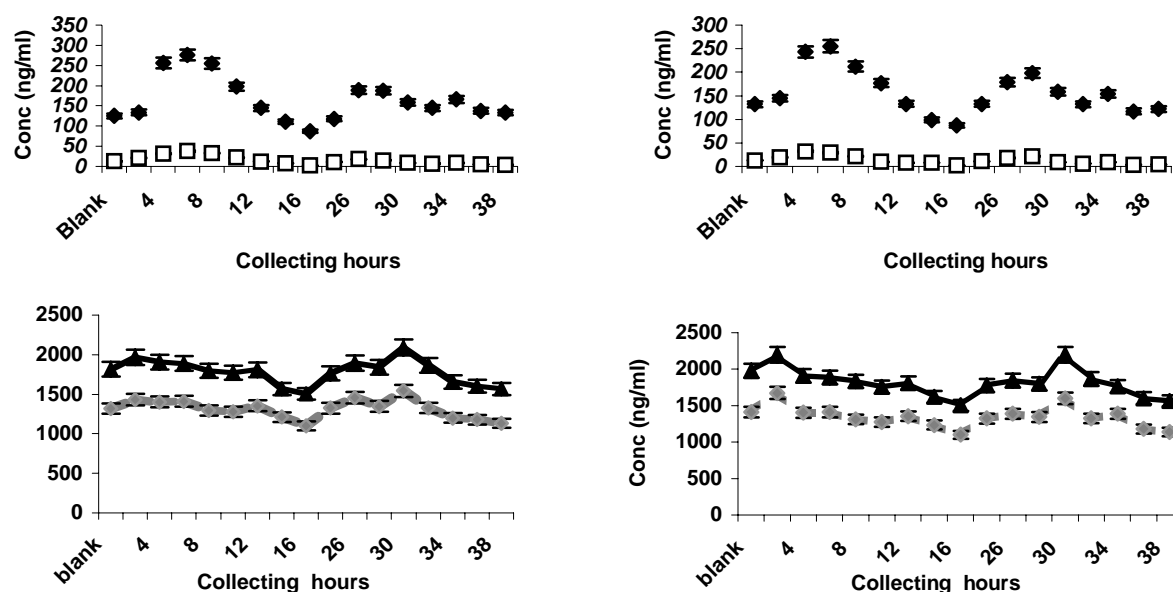 Conc (ng/ml)
350
300
250
200
150
100
50
0
Blank 4 8 12 16 26 30 34 38
Collecting hours
Conc (ng/ml)
300
250
200
150
100
50
0
Blank 4 8 12 16 26 30 34 38
Collecting hours
2500
2000
1500
1000
500
0
blank 4 8 12 16 26 30 34 38
Collecting hours
Conc (ng/ml)
2500
2000
1500
1000
500
0
blank 4 8 12 16 26 30 34 38
Collecting hours